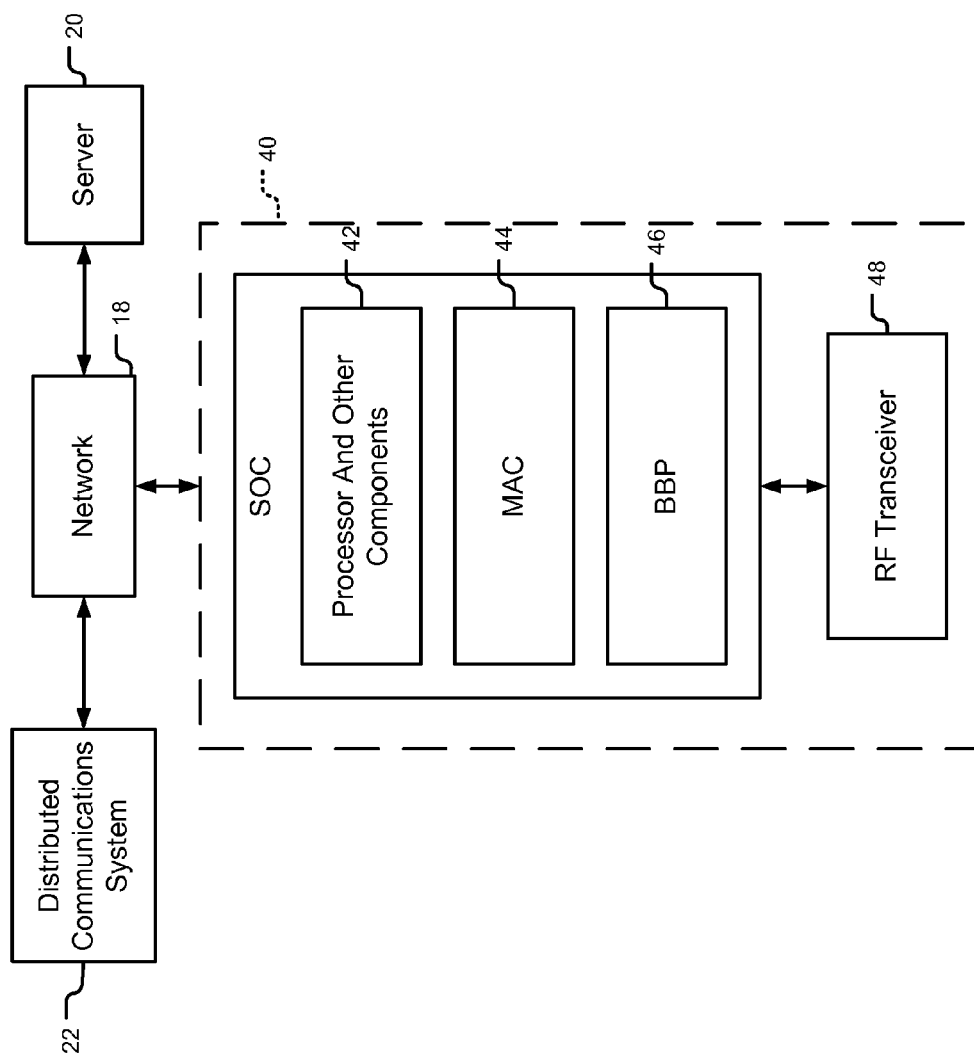 22
Distributed
Communications
System
Network
18
Server
20
40
SOC
42
Processor And Other
Components
44
MAC
46
BBP
48
RF Transceiver